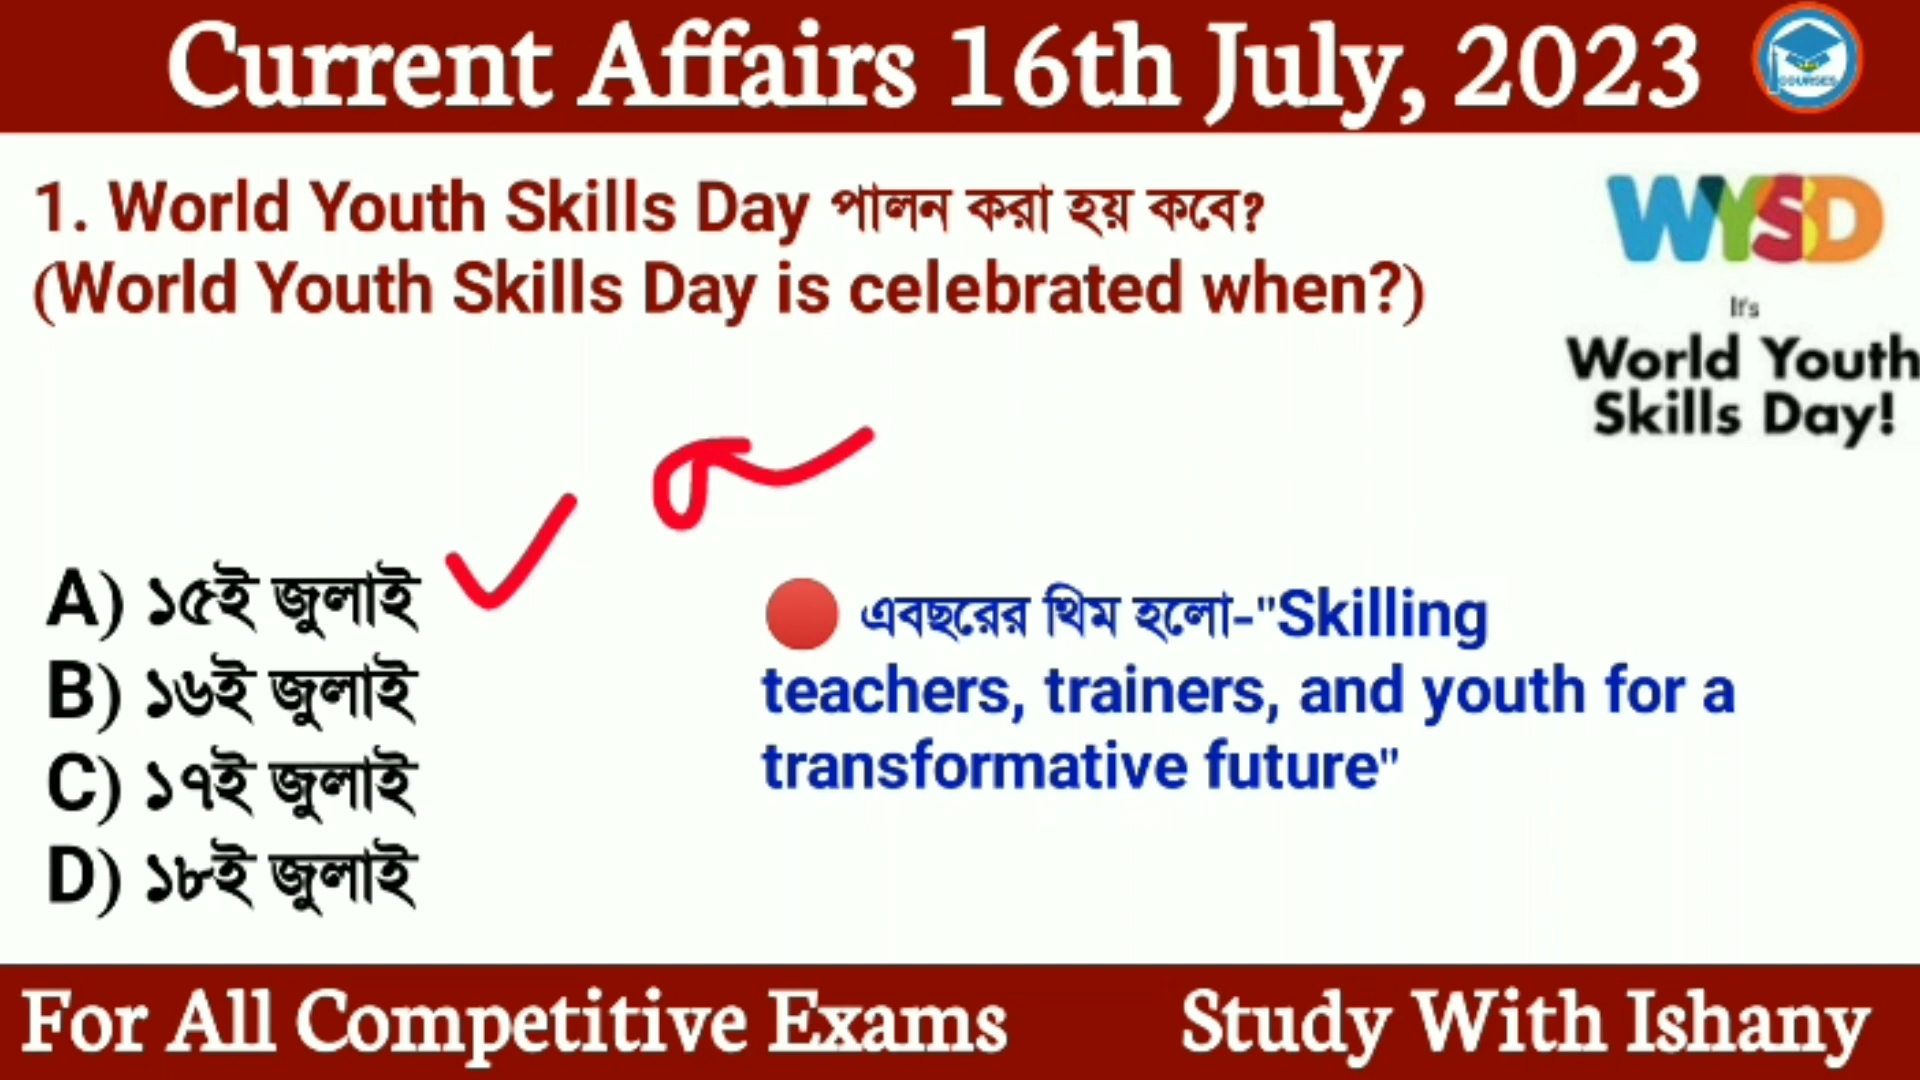 Current Affairs 16th July, 2023
COURSES
1. World Youth Skills Day পালন করা হয় কবে?
(World Youth Skills Day is celebrated when?)
WYSD
It's
World Youth
Skills Day!
A) ১৫ই জুলাই
B) ১৬ই জুলাই
C) ১৭ই জুলাই
D) ১৮ই জুলাই
এবছরের থিম হলো-"Skilling
teachers, trainers, and youth for a
transformative future"
For All Competitive Exams
Study With Ishany